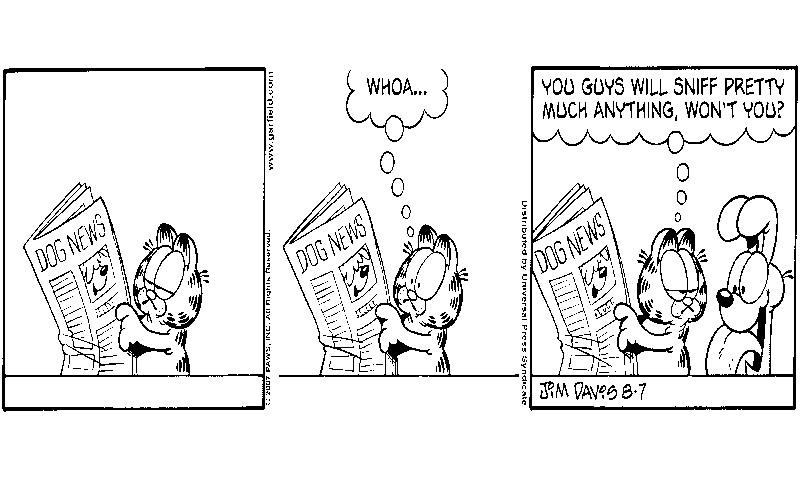 DOG NEWS
www.garfield.com
© 2007 PAWS, INC. All Rights Reserved.
WHOA...
DOG NEWS
YOU GUYS WILL SNIFF PRETTY
MUCH ANYTHING, WON'T YOU?
DOG NEWS
Distributed by Universal Press Syndicate
JIM DAVIS 8-7